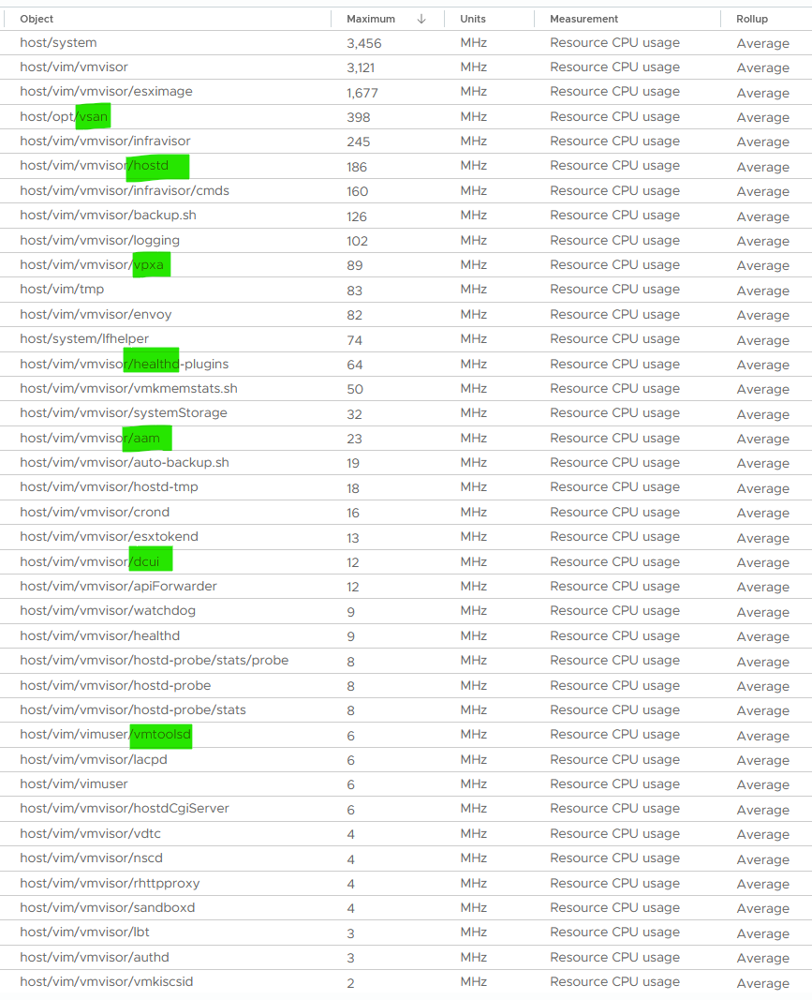 Object Maximum ↓ Units Measurement Rollup
host/system 3,456 MHz Resource CPU usage Average
host/vim/vmvisor 3,121 MHz Resource CPU usage Average
host/vim/vmvisor/esximage 1,677 MHz Resource CPU usage Average
host/opt/vsan 398 MHz Resource CPU usage Average
host/vim/vmvisor/infravisor 245 MHz Resource CPU usage Average
host/vim/vmvisor/hostd 186 MHz Resource CPU usage Average
host/vim/vmvisor/infravisor/cmds 160 MHz Resource CPU usage Average
host/vim/vmvisor/backup.sh 126 MHz Resource CPU usage Average
host/vim/vmvisor/logging 102 MHz Resource CPU usage Average
host/vim/vmvisor/vpxa 89 MHz Resource CPU usage Average
host/vim/tmp 83 MHz Resource CPU usage Average
host/vim/vmvisor/envoy 82 MHz Resource CPU usage Average
host/system/lfhelper 74 MHz Resource CPU usage Average
host/vim/vmvisor/healthd-plugins 64 MHz Resource CPU usage Average
host/vim/vmvisor/vmkmemstats.sh 50 MHz Resource CPU usage Average
host/vim/vmvisor/systemStorage 32 MHz Resource CPU usage Average
host/vim/vmvisor/aam 23 MHz Resource CPU usage Average
host/vim/vmvisor/auto-backup.sh 19 MHz Resource CPU usage Average
host/vim/vmvisor/hostd-tmp 18 MHz Resource CPU usage Average
host/vim/vmvisor/crond 16 MHz Resource CPU usage Average
host/vim/vmvisor/esxtokend 13 MHz Resource CPU usage Average
host/vim/vmvisor/dcui 12 MHz Resource CPU usage Average
host/vim/vmvisor/apiForwarder 12 MHz Resource CPU usage Average
host/vim/vmvisor/watchdog 9 MHz Resource CPU usage Average
host/vim/vmvisor/healthd 9 MHz Resource CPU usage Average
host/vim/vmvisor/hostd-probe/stats/probe 8 MHz Resource CPU usage Average
host/vim/vmvisor/hostd-probe 8 MHz Resource CPU usage Average
host/vim/vmvisor/hostd-probe/stats 8 MHz Resource CPU usage Average
host/vim/vimuser/vmtoolsd 6 MHz Resource CPU usage Average
host/vim/vmvisor/lacpd 6 MHz Resource CPU usage Average
host/vim/vimuser 6 MHz Resource CPU usage Average
host/vim/vmvisor/hostdCgiServer 6 MHz Resource CPU usage Average
host/vim/vmvisor/vdtc 4 MHz Resource CPU usage Average
host/vim/vmvisor/nscd 4 MHz Resource CPU usage Average
host/vim/vmvisor/rhttpproxy 4 MHz Resource CPU usage Average
host/vim/vmvisor/sandboxd 4 MHz Resource CPU usage Average
host/vim/vmvisor/lbt 3 MHz Resource CPU usage Average
host/vim/vmvisor/authd 3 MHz Resource CPU usage Average
host/vim/vmvisor/vmkiscsid 2 MHz Resource CPU usage Average